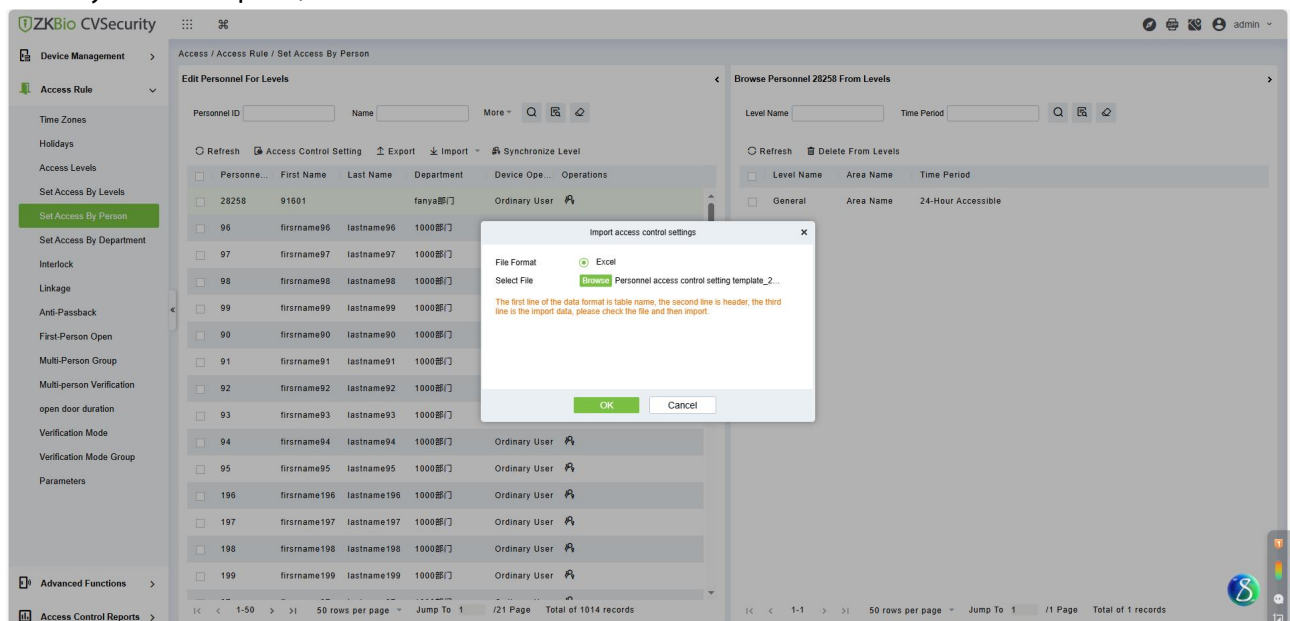 ZKBio CVSecurity
admin
Device Management
Access Rule
Time Zones
Holidays
Access Levels
Set Access By Levels
Set Access By Person
Set Access By Department
Interlock
Linkage
Anti-Passback
First-Person Open
Multi-Person Group
Multi-person Verification
open door duration
Verification Mode
Verification Mode Group
Parameters
Advanced Functions
Access Control Reports
Access / Access Rule / Set Access By Person
Edit Personnel For Levels
Personnel ID Name More
Refresh Access Control Setting Export Import Synchronize Level
Personne... First Name Last Name Department Device Ope... Operations
28258 91601 fanya部门 Ordinary User
96 firsrname96 lastname96 1000部门
97 firsrname97 lastname97 1000部门
98 firsrname98 lastname98 1000部门
99 firsrname99 lastname99 1000部门
90 firsrname90 lastname90 1000部门
91 firsrname91 lastname91 1000部门
92 firsrname92 lastname92 1000部门
93 firsrname93 lastname93 1000部门
94 firsrname94 lastname94 1000部门 Ordinary User
95 firsrname95 lastname95 1000部门 Ordinary User
196 firsrname196 lastname196 1000部门 Ordinary User
197 firsrname197 lastname197 1000部门 Ordinary User
198 firsrname198 lastname198 1000部门 Ordinary User
199 firsrname199 lastname199 1000部门 Ordinary User
1-50 50 rows per page Jump To 1 /21 Page Total of 1014 records
Import access control settings
File Format Excel
Select File Browse Personnel access control setting template_2...
The first line of the data format is table name, the second line is header, the third
line is the import data, please check the file and then import.
OK Cancel
Browse Personnel 28258 From Levels
Level Name Time Period
Refresh Delete From Levels
Level Name Area Name Time Period
General Area Name 24-Hour Accessible
1-1 50 rows per page Jump To 1 /1 Page Total of 1 records